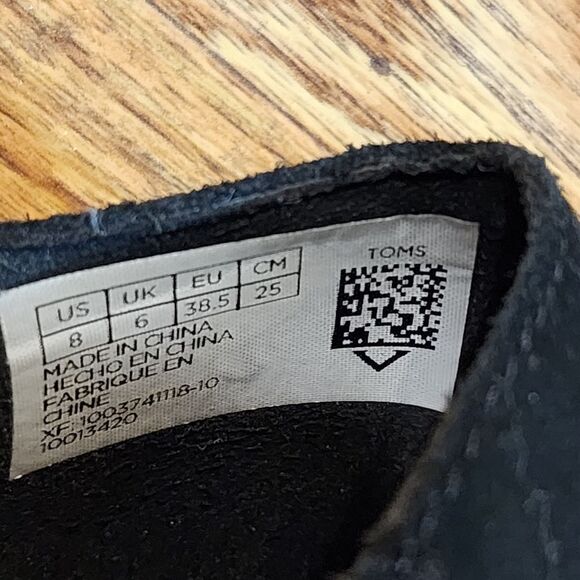 US UK EU CM
8 6 38.5 25
MADE IN CHINA
HECHO EN CHINA
FABRIQUE EN
CHINE
XF: 1003741118-10
10013420
TOMS